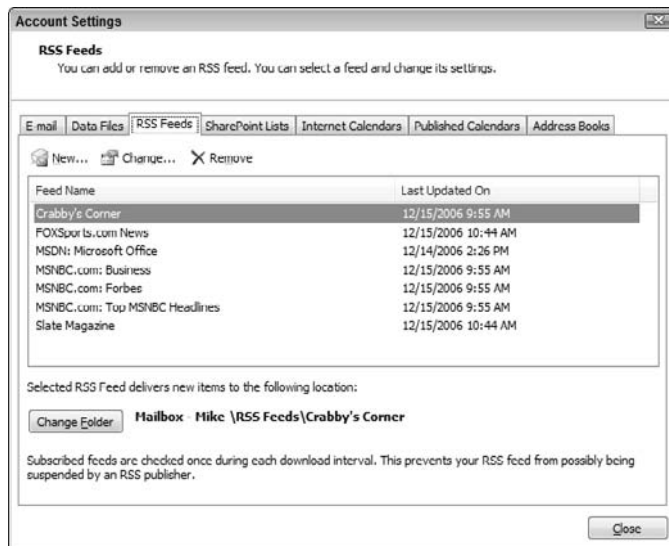 Account Settings
RSS Feeds
You can add or remove an RSS feed. You can select a feed and change its settings.
E-mail Data Files RSS Feeds SharePoint Lists Internet Calendars Published Calendars Address Books
New... Change... Remove
Feed Name Last Updated On
Crabby's Corner 12/15/2006 9:55 AM
FOXSports.com News 12/15/2006 10:44 AM
MSDN: Microsoft Office 12/14/2006 2:26 PM
MSNBC.com: Business 12/15/2006 9:55 AM
MSNBC.com: Forbes 12/15/2006 9:55 AM
MSNBC.com: Top MSNBC Headlines 12/15/2006 9:55 AM
Slate Magazine 12/15/2006 10:44 AM
Selected RSS Feed delivers new items to the following location:
Change Folder Mailbox - Mike \RSS Feeds\Crabby's Corner
Subscribed feeds are checked once during each download interval. This prevents your RSS feed from possibly being
suspended by an RSS publisher.
Close